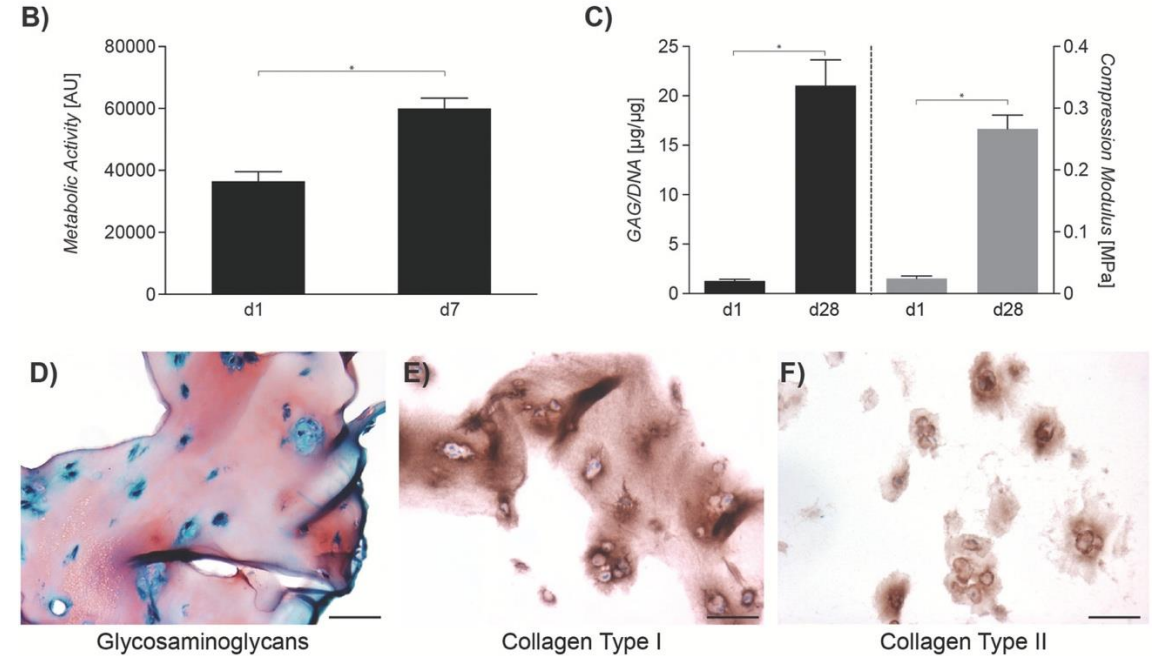 B)
Metabolic Activity [AU]
80000
60000
40000
20000
0
*
d1 d7
C)
GAG/DNA [µg/µg]
25
20
15
10
5
0
*
*
d1 d28 d1 d28
0.4
0.3
0.2
0.1
0
Compression Modulus [MPa]
D)
Glycosaminoglycans
E)
Collagen Type I
F)
Collagen Type II